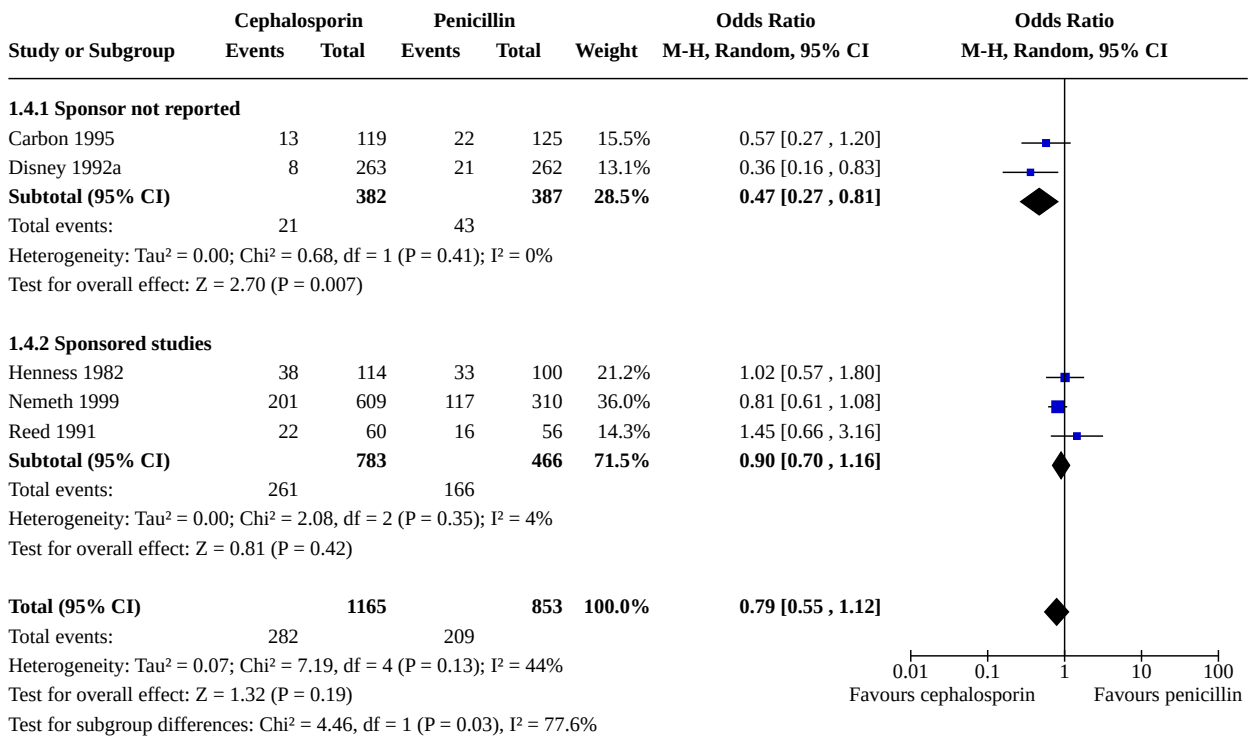 Cephalosporin Penicillin Odds Ratio Odds Ratio
Study or Subgroup Events Total Events Total Weight M-H, Random, 95% CI M-H, Random, 95% CI
1.4.1 Sponsor not reported
Carbon 1995 13 119 22 125 15.5% 0.57 [0.27 , 1.20]
Disney 1992a 8 263 21 262 13.1% 0.36 [0.16 , 0.83]
Subtotal (95% CI) 382 387 28.5% 0.47 [0.27 , 0.81]
Total events: 21 43
Heterogeneity: Tau² = 0.00; Chi² = 0.68, df = 1 (P = 0.41); I² = 0%
Test for overall effect: Z = 2.70 (P = 0.007)
1.4.2 Sponsored studies
Henness 1982 38 114 33 100 21.2% 1.02 [0.57 , 1.80]
Nemeth 1999 201 609 117 310 36.0% 0.81 [0.61 , 1.08]
Reed 1991 22 60 16 56 14.3% 1.45 [0.66 , 3.16]
Subtotal (95% CI) 783 466 71.5% 0.90 [0.70 , 1.16]
Total events: 261 166
Heterogeneity: Tau² = 0.00; Chi² = 2.08, df = 2 (P = 0.35); I² = 4%
Test for overall effect: Z = 0.81 (P = 0.42)
Total (95% CI) 1165 853 100.0% 0.79 [0.55 , 1.12]
Total events: 282 209
Heterogeneity: Tau² = 0.07; Chi² = 7.19, df = 4 (P = 0.13); I² = 44%
0.01 0.1 1 10 100
Test for overall effect: Z = 1.32 (P = 0.19)
Favours cephalosporin Favours penicillin
Test for subgroup differences: Chi² = 4.46, df = 1 (P = 0.03), I² = 77.6%